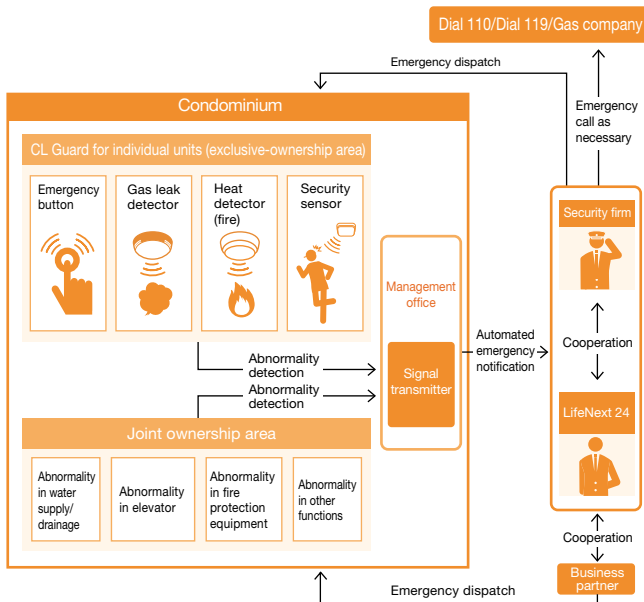 Dial 110/Dial 119/Gas company
Emergency dispatch
Emergency
call as
necessary
Condominium
CL Guard for individual units (exclusive-ownership area)
Emergency
button
Gas leak
detector
Heat
detector
(fire)
Security
sensor
Management
office
Signal
transmitter
Abnormality
detection
Abnormality
detection
Automated
emergency
notification
Security firm
Cooperation
LifeNext 24
Joint ownership area
Abnormality
in water
supply/
drainage
Abnormality
in elevator
Abnormality
in fire
protection
equipment
Abnormality
in other
functions
Cooperation
Business
partner
Emergency dispatch